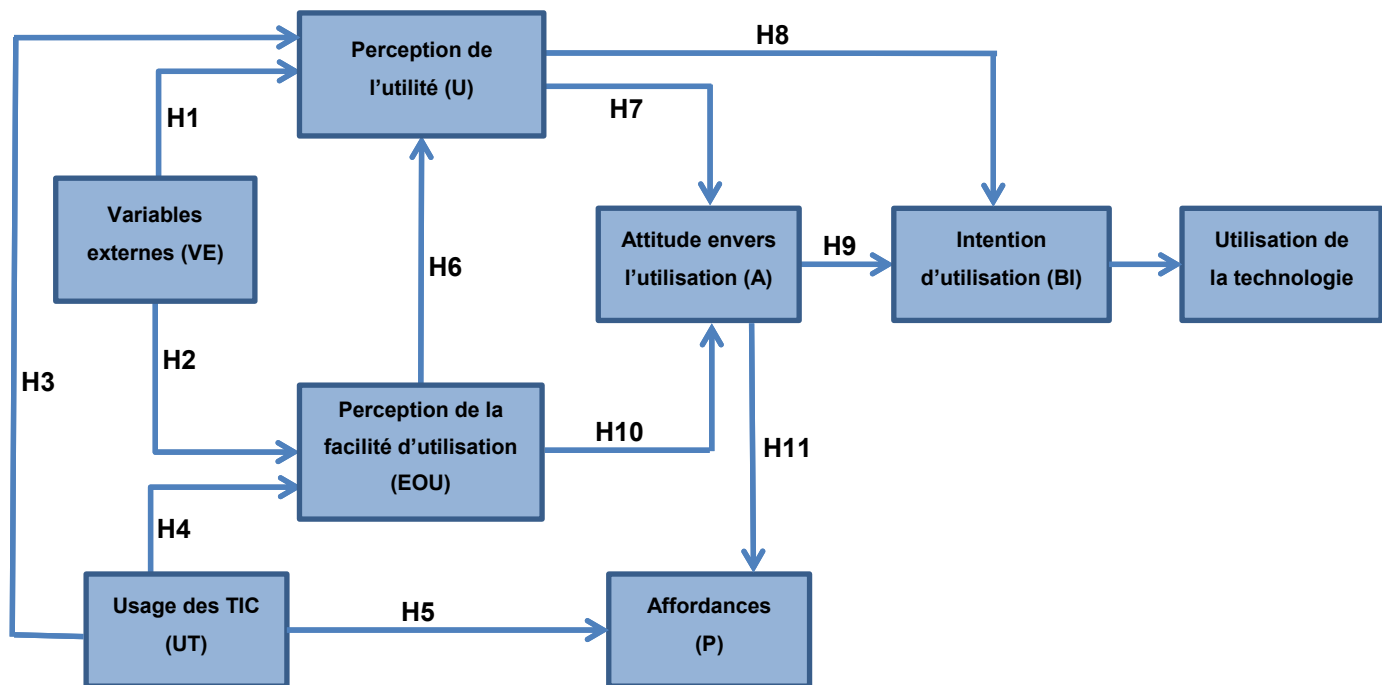 Perception de
l’utilité (U)
H8
H7
H1
Variables
externes (VE)
H6
Attitude envers
l’utilisation (A)
H9
Intention
d’utilisation (BI)
Utilisation de
la technologie
H2
H3
Perception de la
facilité d’utilisation
(EOU)
H10
H11
H4
Usage des TIC
(UT)
H5
Affordances
(P)